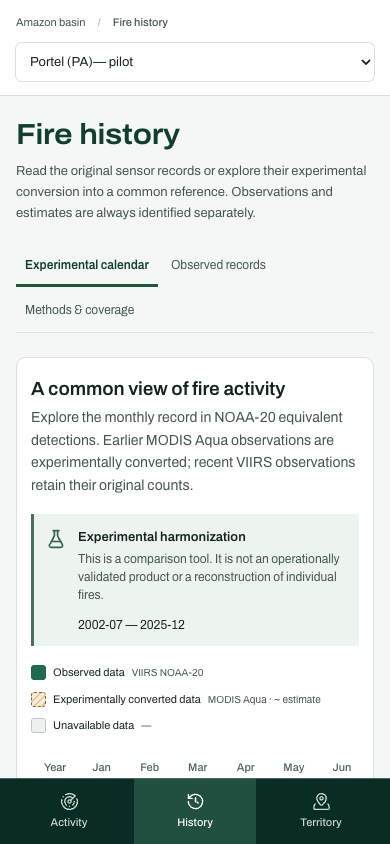 Amazon basin / Fire history
Portel (PA)— pilot
Fire history
Read the original sensor records or explore their experimental
conversion into a common reference. Observations and
estimates are always identified separately.
Experimental calendar Observed records
Methods & coverage
A common view of fire activity
Explore the monthly record in NOAA-20 equivalent
detections. Earlier MODIS Aqua observations are
experimentally converted; recent VIIRS observations
retain their original counts.
Experimental harmonization
This is a comparison tool. It is not an operationally
validated product or a reconstruction of individual
fires.
2002-07 — 2025-12
Observed data VIIRS NOAA-20
Experimentally converted data MODIS Aqua · ~ estimate
Unavailable data —
Year Jan Feb Mar Apr May Jun
Activity History Territory